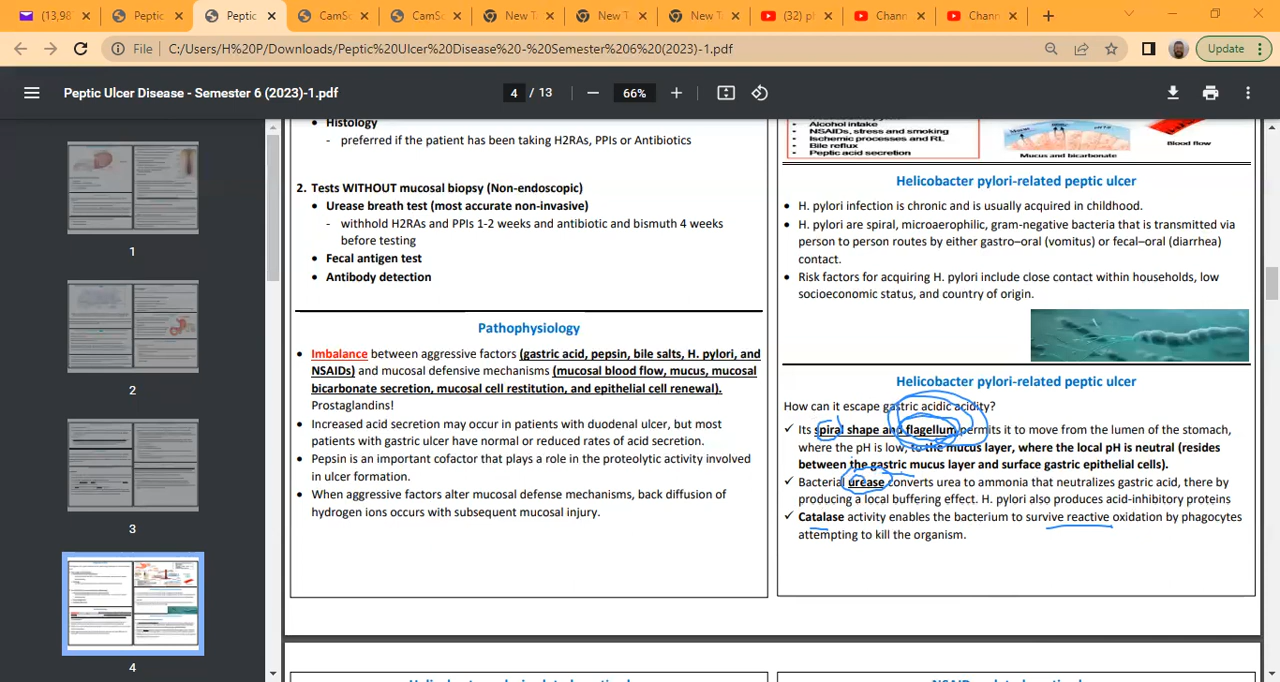 (13,98
Peptic
Peptic
CamSc
CamSc
New T
New T
New T
(32) p
Chann
Chann
File
C:/Users/H%20P/Downloads/Peptic%20Ulcer%20Disease%20-%20Semester%206%20(2023)-1.pdf
Update
Peptic Ulcer Disease - Semester 6 (2023)-1.pdf
4 / 13
66%
1
2
3
4
• Histology
- preferred if the patient has been taking H2RAs, PPIs or Antibiotics
2. Tests WITHOUT mucosal biopsy (Non-endoscopic)
• Urease breath test (most accurate non-invasive)
- withhold H2RAs and PPIs 1-2 weeks and antibiotic and bismuth 4 weeks
before testing
• Fecal antigen test
• Antibody detection
Pathophysiology
• Imbalance between aggressive factors (gastric acid, pepsin, bile salts, H. pylori, and
NSAIDs) and mucosal defensive mechanisms (mucosal blood flow, mucus, mucosal
bicarbonate secretion, mucosal cell restitution, and epithelial cell renewal).
Prostaglandins!
• Increased acid secretion may occur in patients with duodenal ulcer, but most
patients with gastric ulcer have normal or reduced rates of acid secretion.
• Pepsin is an important cofactor that plays a role in the proteolytic activity involved
in ulcer formation.
• When aggressive factors alter mucosal defense mechanisms, back diffusion of
hydrogen ions occurs with subsequent mucosal injury.
• Alcohol intake
• NSAIDs, stress and smoking
• Ischemic processes and RL
• Bile reflux
• Peptic acid secretion
Mucus and bicarbonate
Blood flow
Helicobacter pylori-related peptic ulcer
• H. pylori infection is chronic and is usually acquired in childhood.
• H. pylori are spiral, microaerophilic, gram-negative bacteria that is transmitted via
person to person routes by either gastro–oral (vomitus) or fecal–oral (diarrhea)
contact.
• Risk factors for acquiring H. pylori include close contact within households, low
socioeconomic status, and country of origin.
Helicobacter pylori-related peptic ulcer
How can it escape gastric acidic acidity?
✓ Its spiral shape and flagellum permits it to move from the lumen of the stomach,
where the pH is low, to the mucus layer, where the local pH is neutral (resides
between the gastric mucus layer and surface gastric epithelial cells).
✓ Bacterial urease converts urea to ammonia that neutralizes gastric acid, there by
producing a local buffering effect. H. pylori also produces acid-inhibitory proteins
✓ Catalase activity enables the bacterium to survive reactive oxidation by phagocytes
attempting to kill the organism.